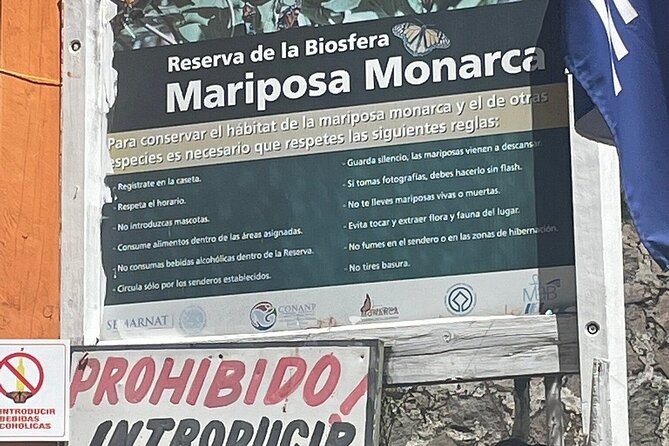 Reserva de la Biosfera
Mariposa Monarca
Para conservar el hábitat de la mariposa monarca y el de otras
especies es necesario que respetes las siguientes reglas:
- Regístrate en la caseta.
- Respeta el horario.
- No introduzcas mascotas.
- Consume alimentos dentro de las áreas asignadas.
- No consumas bebidas alcohólicas dentro de la Reserva.
- Circula sólo por los senderos establecidos.
- Guarda silencio, las mariposas vienen a descansar.
- Si tomas fotografías, debes hacerlo sin flash.
- No te lleves mariposas vivas o muertas.
- Evita tocar y extraer flora y fauna del lugar.
- No fumes en el sendero o en las zonas de hibernación.
- No tires basura.
SEMARNAT
CONANP
MONARCA
MaB
PROHIBIDO!
INTRODUCIR
INTRODUCIR
BEBIDAS
ALCOHOLICAS